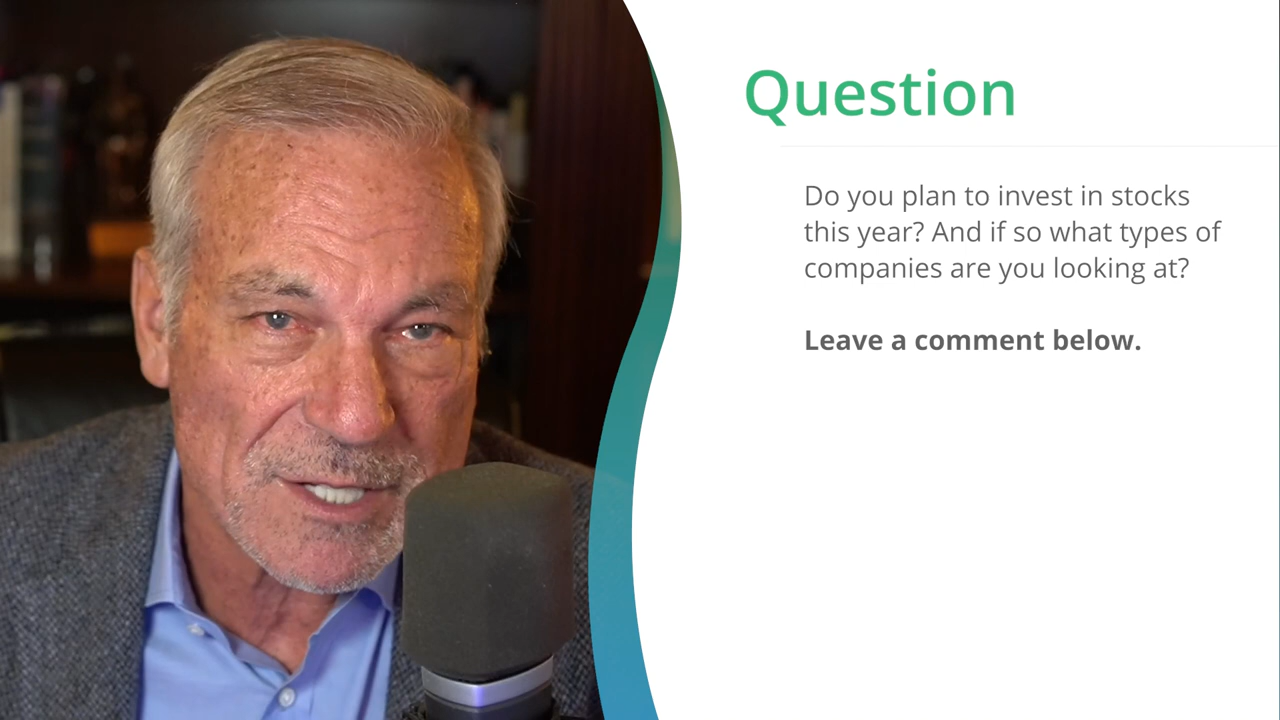 Question
Do you plan to invest in stocks
this year? And if so what types of
companies are you looking at?
Leave a comment below.